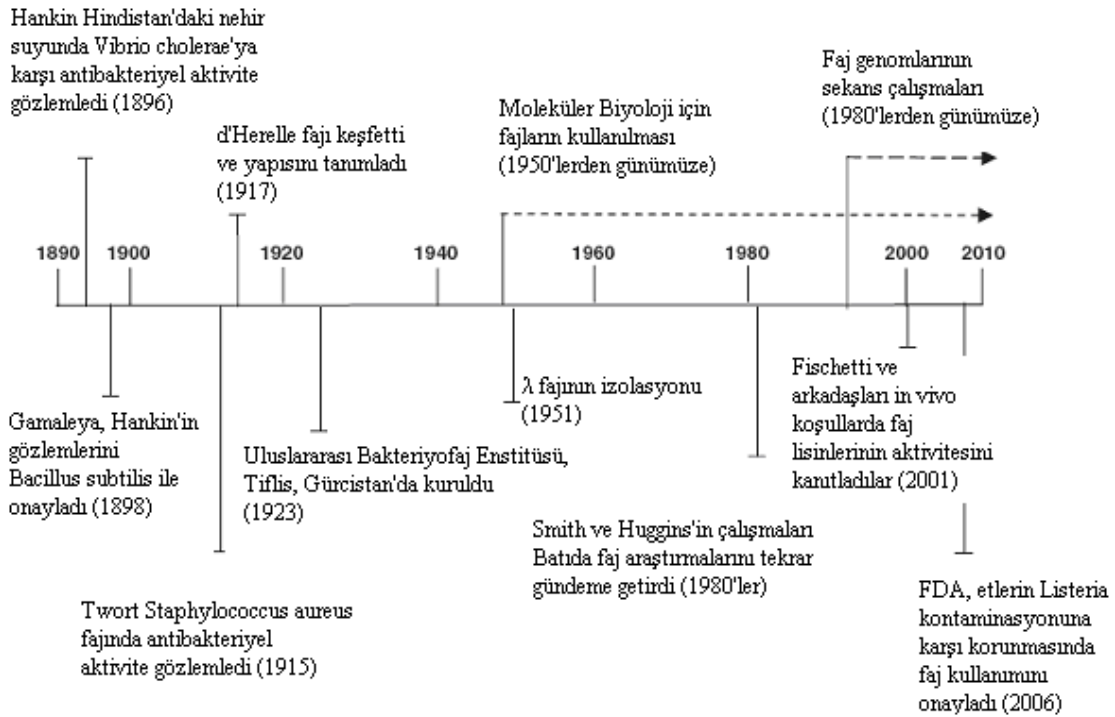 Hankin Hindistan'daki nehir
suyunda Vibrio cholerae'ya
karşı antibakteriyel aktivite
gözlemledi (1896)
d'Herelle fajı keşfetti
ve yapısını tanımladı
(1917)
Moleküler Biyoloji için
fajların kullanılması
(1950'lerden günümüze)
Faj genomlarının
sekans çalışmaları
(1980'lerden günümüze)
1890 1900 1920 1940 1960 1980 2000 2010
Gamaleya, Hankin'in
gözlemlerini
Bacillus subtilis ile
onayladı (1898)
Twort Staphylococcus aureus
fajında antibakteriyel
aktivite gözlemledi (1915)
Uluslararası Bakteriyofaj Enstitüsü,
Tiflis, Gürcistan'da kuruldu
(1923)
λ fajının izolasyonu
(1951)
Smith ve Huggins'in çalışmaları
Batıda faj araştırmalarını tekrar
gündeme getirdi (1980'ler)
Fischetti ve
arkadaşları in vivo
koşullarda faj
lisinlerinin aktivitesini
kanıtladılar (2001)
FDA, etlerin Listeria
kontaminasyonuna
karşı korunmasında
faj kullanımını
onayladı (2006)